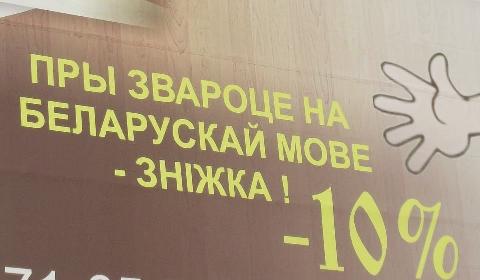 ПРЫ ЗВАРОЦЕ НА
БЕЛАРУСКАЙ МОВЕ
- ЗНІЖКА !
-10%